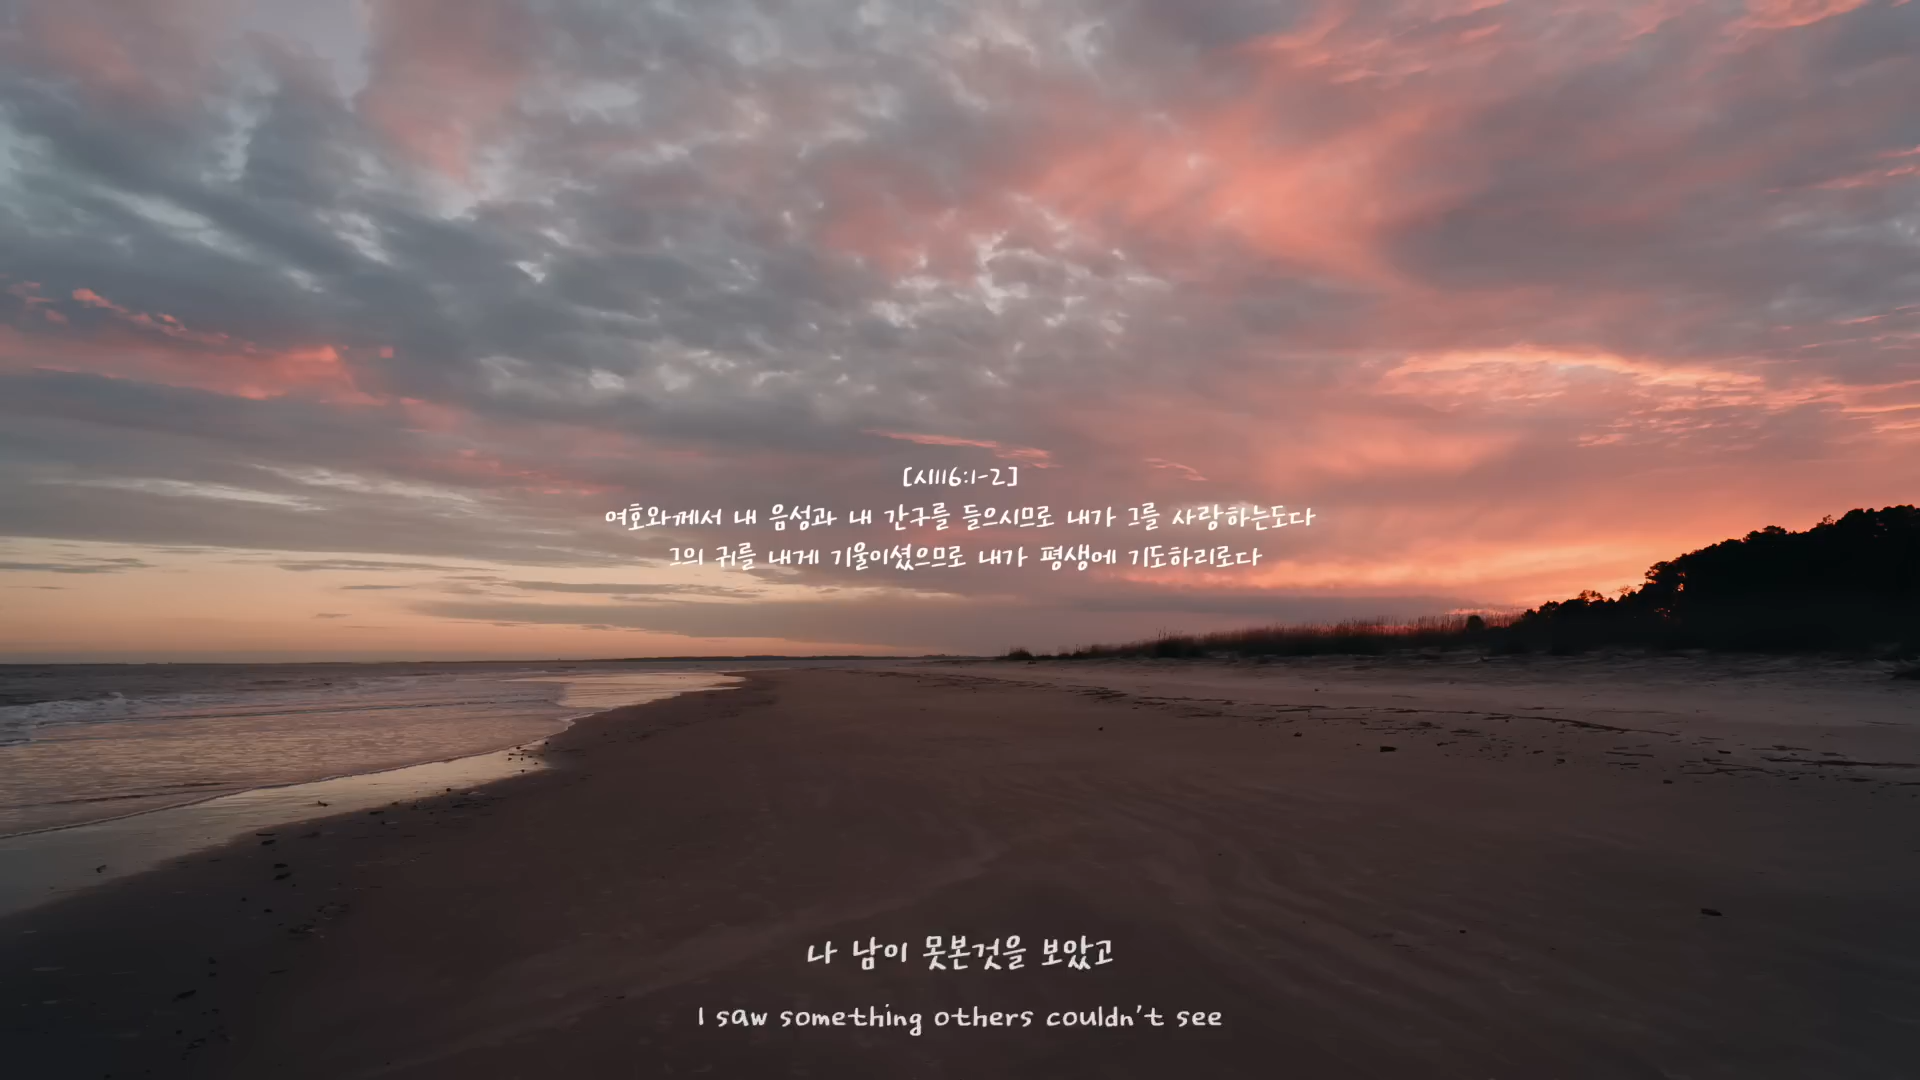 [시116:1-2]
여호와께서 내 음성과 내 간구를 들으시므로 내가 그를 사랑하는도다
그의 귀를 내게 기울이셨으므로 내가 평생에 기도하리로다
나 남이 못본것을 보았고
I saw something others couldn't see